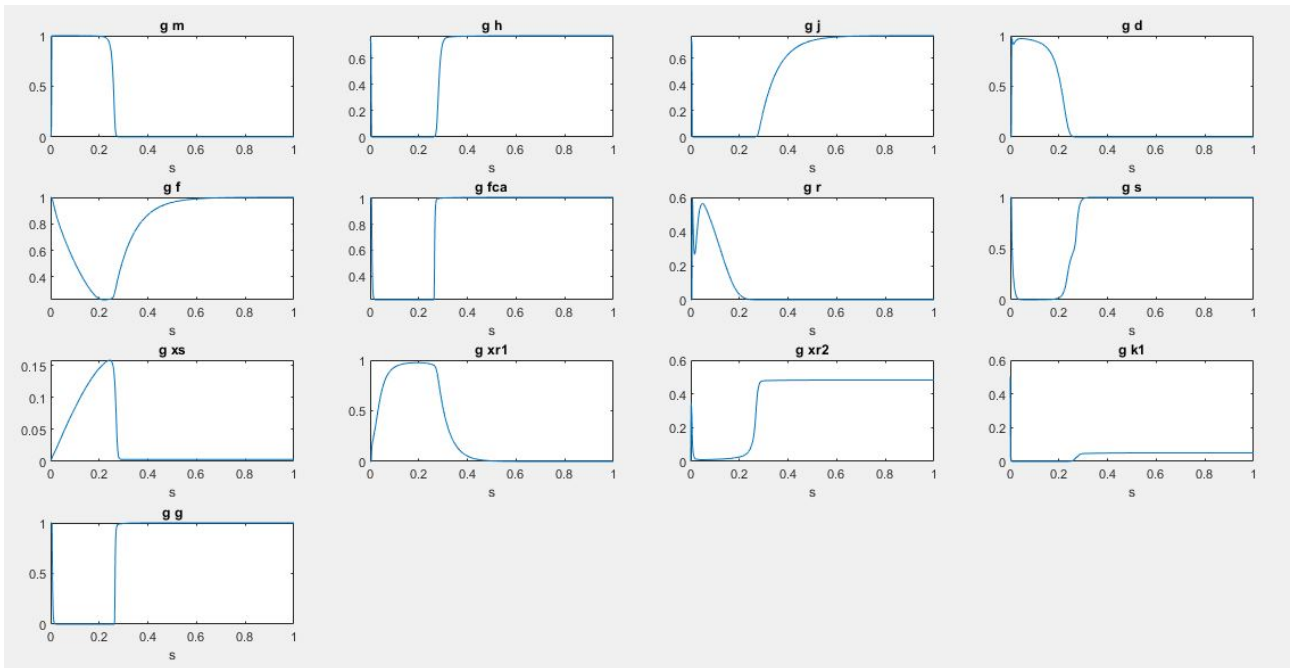 g m g h g j g d
1 0.5 0
0.6 0.4 0.2 0
0.6 0.4 0.2 0
1 0.5 0
0 0.2 0.4 0.6 0.8 1 0 0.2 0.4 0.6 0.8 1 0 0.2 0.4 0.6 0.8 1 0 0.2 0.4 0.6 0.8 1
s s s s
g f g fca g r g s
1 0.8 0.6 0.4
1 0.8 0.6 0.4
0.6 0.4 0.2 0
1 0.5 0
0 0.2 0.4 0.6 0.8 1 0 0.2 0.4 0.6 0.8 1 0 0.2 0.4 0.6 0.8 1 0 0.2 0.4 0.6 0.8 1
s s s s
g xs g xr1 g xr2 g k1
0.15 0.1 0.05 0
1 0.5 0
0.6 0.4 0.2 0
0.6 0.4 0.2 0
0 0.2 0.4 0.6 0.8 1 0 0.2 0.4 0.6 0.8 1 0 0.2 0.4 0.6 0.8 1 0 0.2 0.4 0.6 0.8 1
s s s s
g g
1 0.5 0
0 0.2 0.4 0.6 0.8 1
s